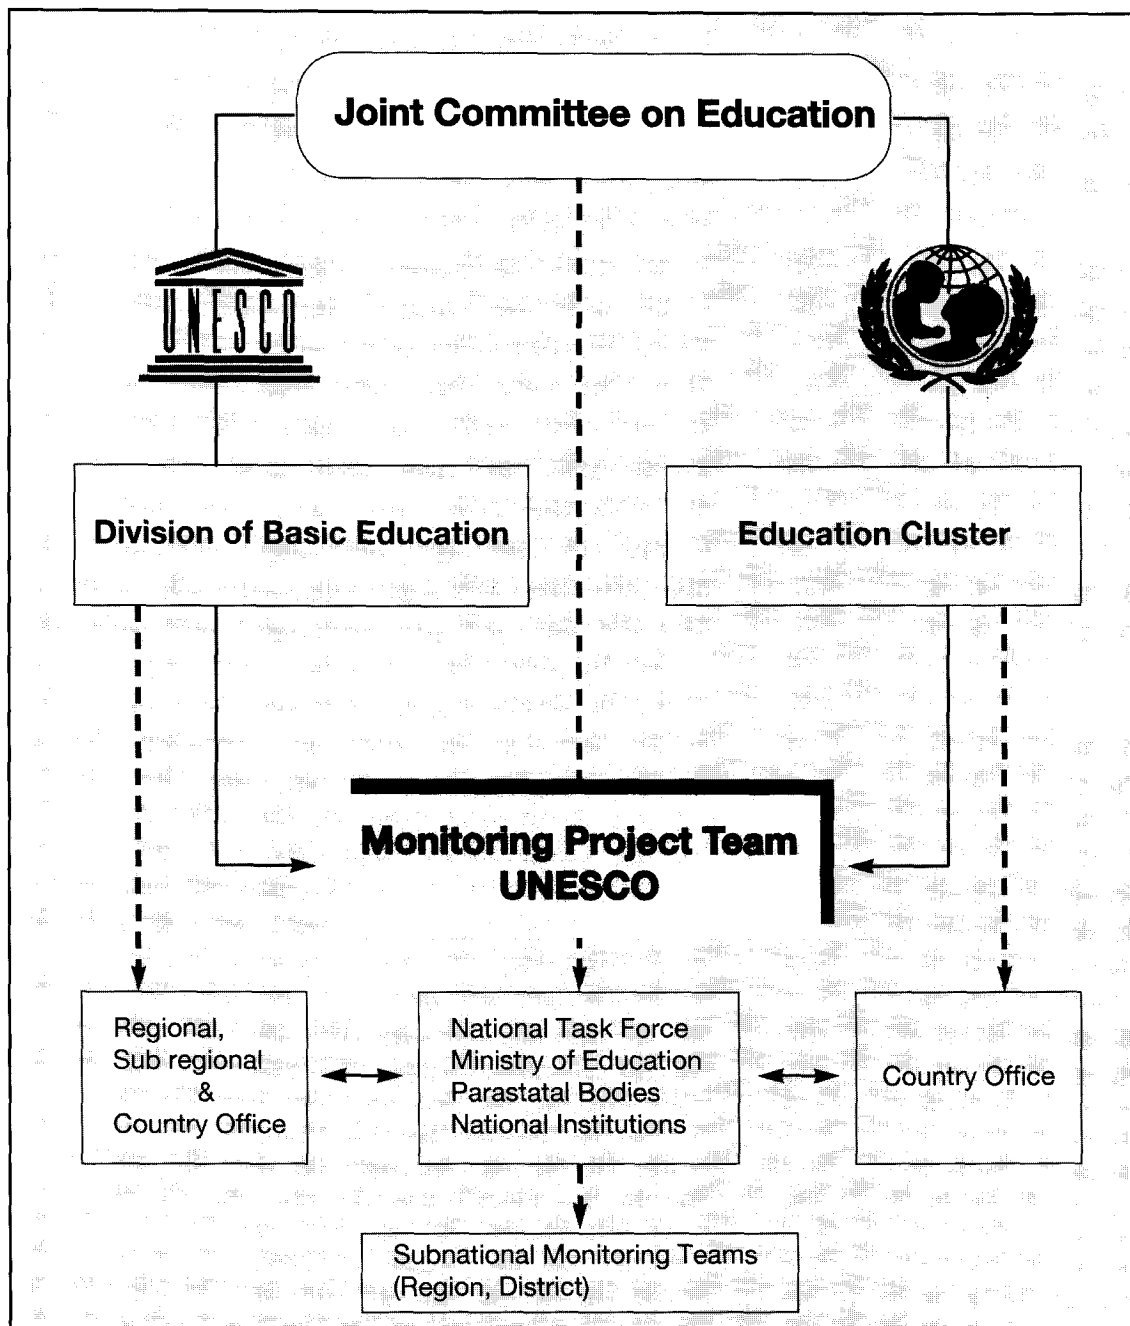 Joint Committee on Education
UNESCO
Division of Basic Education
Education Cluster
Monitoring Project Team
UNESCO
Regional,
Sub regional
&
Country Office
National Task Force
Ministry of Education
Parastatal Bodies
National Institutions
Country Office
Subnational Monitoring Teams
(Region, District)